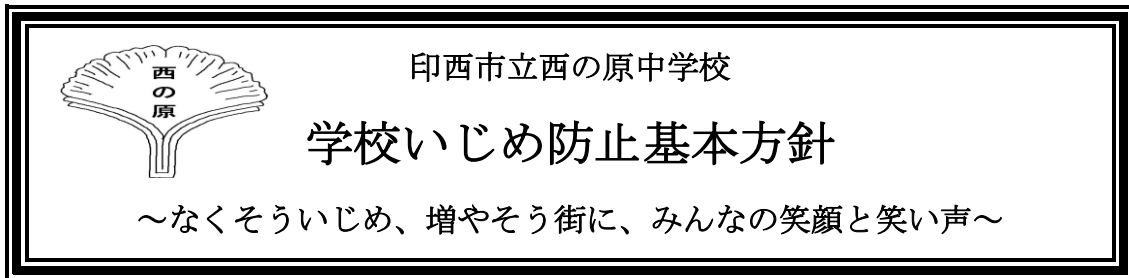 西の原
印西市立西の原中学校
学校いじめ防止基本方針
～なくそういじめ、増やそう街に、みんなの笑顔と笑い声～